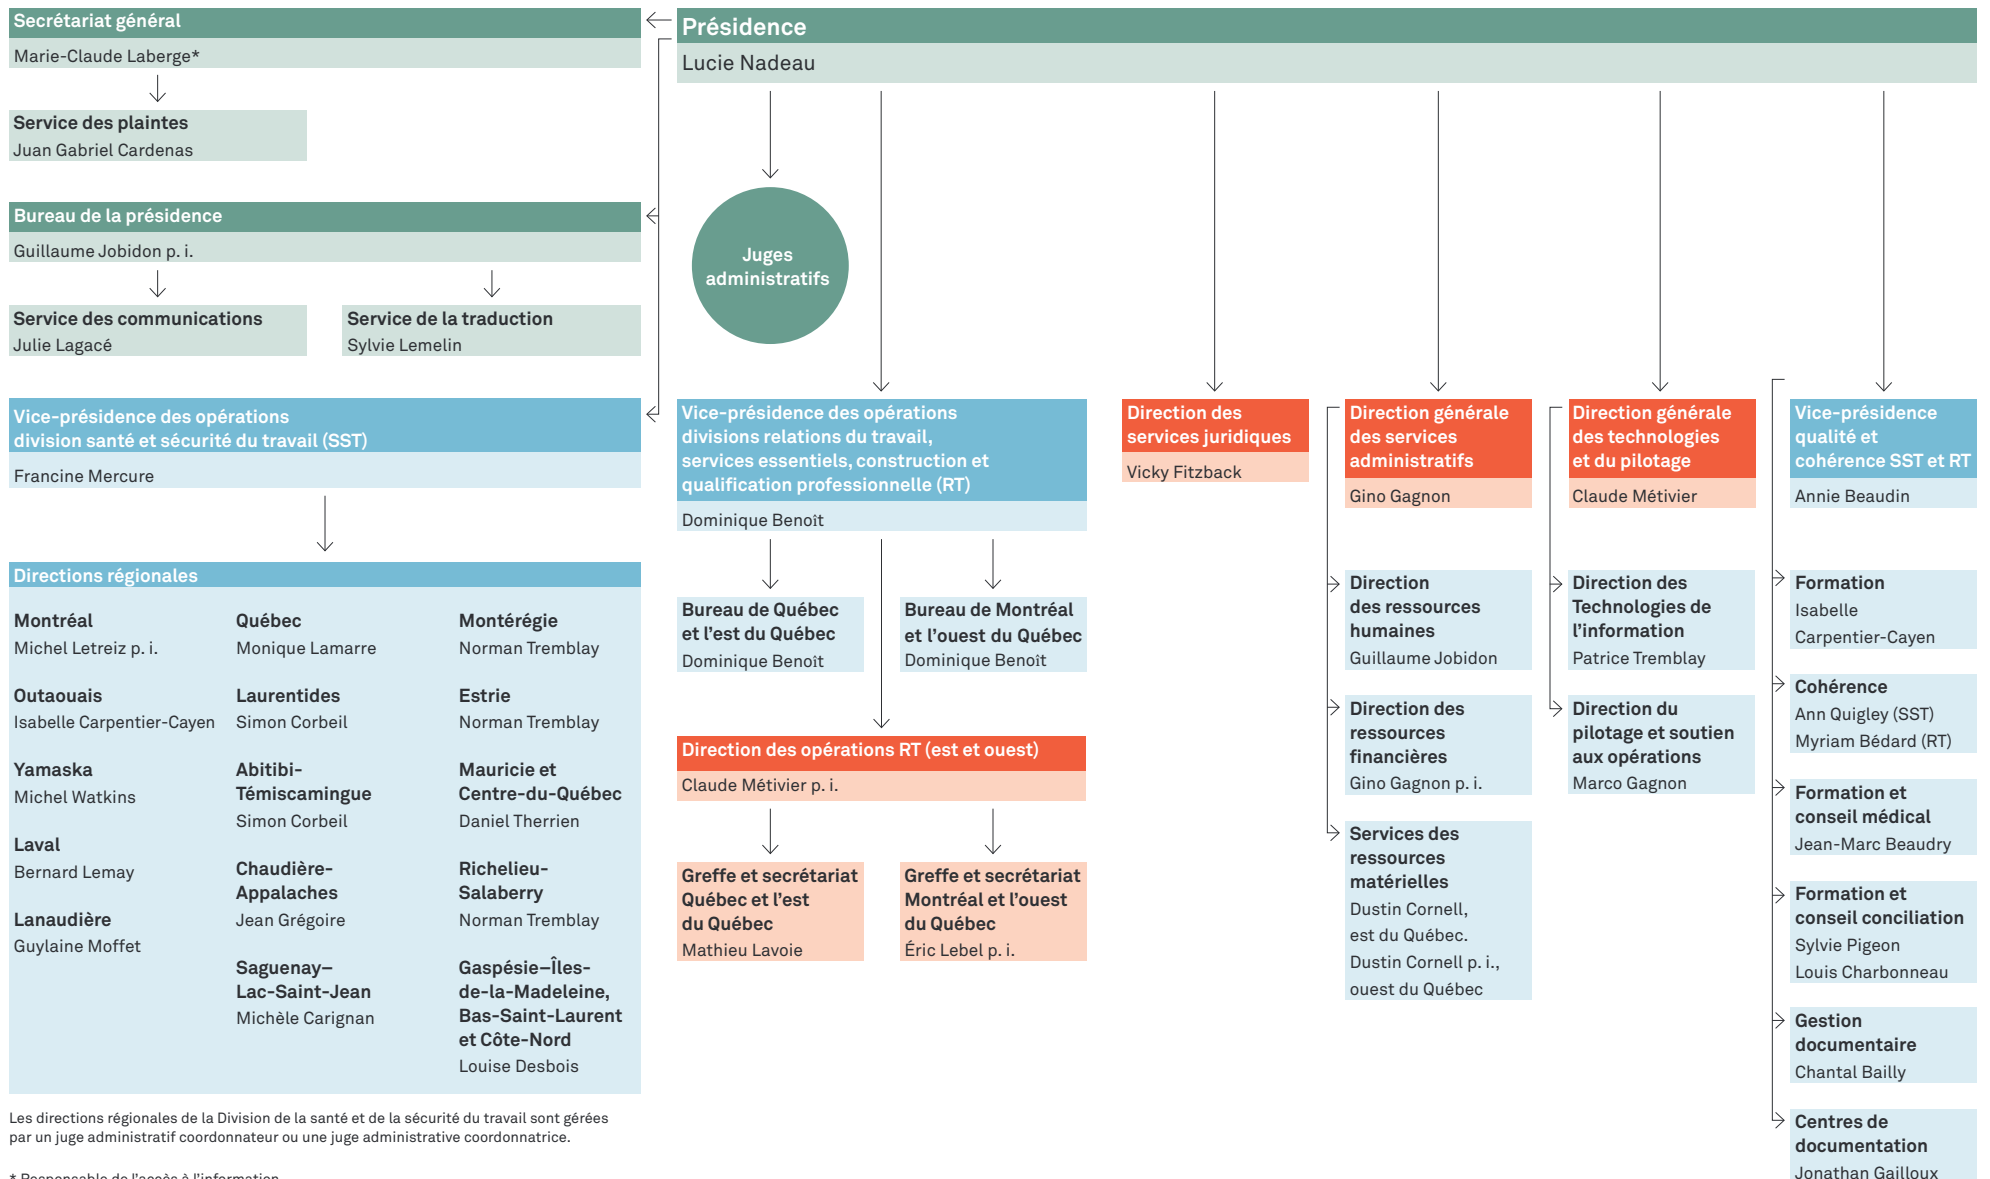 Secrétariat général
Marie-Claude Laberge*
Service des plaintes
Juan Gabriel Cardenas
Bureau de la présidence
Guillaume Jobidon p. i.
Service des communications
Julie Lagacé
Service de la traduction
Sylvie Lemelin
Présidence
Lucie Nadeau
Juges
administratifs
Vice-présidence des opérations
division santé et sécurité du travail (SST)
Francine Mercure
Directions régionales
Montréal
Michel Letreiz p. i.
Outaouais
Isabelle Carpentier-Cayen
Yamaska
Michel Watkins
Laval
Bernard Lemay
Lanaudière
Guylaine Moffet
Québec
Monique Lamarre
Laurentides
Simon Corbeil
Abitibi-
Témiscamingue
Simon Corbeil
Chaudière-
Appalaches
Jean Grégoire
Saguenay–
Lac-Saint-Jean
Michèle Carignan
Montérégie
Norman Tremblay
Estrie
Norman Tremblay
Mauricie et
Centre-du-Québec
Daniel Therrien
Richelieu-
Salaberry
Norman Tremblay
Gaspésie–Îles-
de-la-Madeleine,
Bas-Saint-Laurent
et Côte-Nord
Louise Desbois
Les directions régionales de la Division de la santé et de la sécurité du travail sont gérées
par un juge administratif coordonnateur ou une juge administrative coordonnatrice.
* Responsable de l'accès à l'information
Vice-présidence des opérations
divisions relations du travail,
services essentiels, construction et
qualification professionnelle (RT)
Dominique Benoît
Bureau de Québec
et l'est du Québec
Dominique Benoît
Bureau de Montréal
et l'ouest du Québec
Dominique Benoît
Direction des opérations RT (est et ouest)
Claude Métivier p. i.
Greffe et secrétariat
Québec et l'est
du Québec
Mathieu Lavoie
Greffe et secrétariat
Montréal et l'ouest
du Québec
Éric Lebel p. i.
Direction des
services juridiques
Vicky Fitzback
Direction générale
des services
administratifs
Gino Gagnon
Direction
des ressources
humaines
Guillaume Jobidon
Direction des
ressources
financières
Gino Gagnon p. i.
Services des
ressources
matérielles
Dustin Cornell,
est du Québec.
Dustin Cornell p. i.,
ouest du Québec
Direction générale
des technologies
et du pilotage
Claude Métivier
Direction des
Technologies de
l'information
Patrice Tremblay
Direction du
pilotage et soutien
aux opérations
Marco Gagnon
Vice-présidence
qualité et
cohérence SST et RT
Annie Beaudin
Formation
Isabelle
Carpentier-Cayen
Cohérence
Ann Quigley (SST)
Myriam Bédard (RT)
Formation et
conseil médical
Jean-Marc Beaudry
Formation et
conseil conciliation
Sylvie Pigeon
Louis Charbonneau
Gestion
documentaire
Chantal Bailly
Centres de
documentation
Jonathan Gailloux